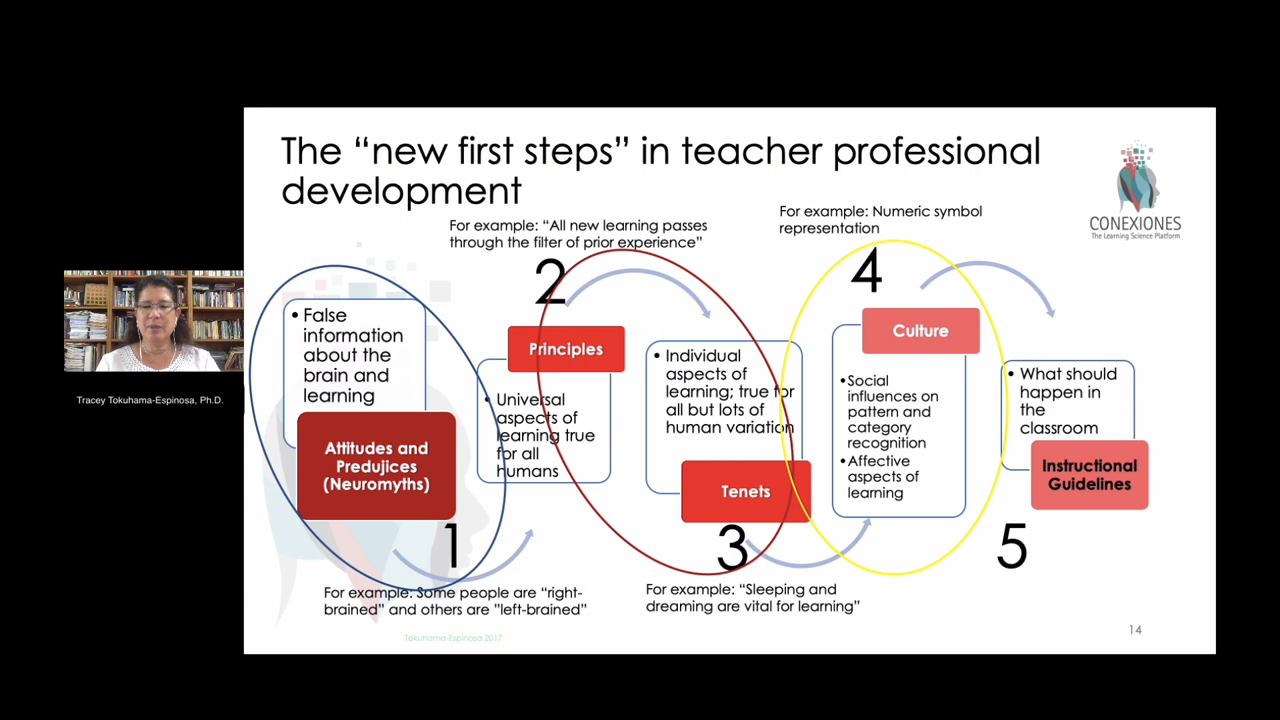 The “new first steps” in teacher professional
development
CONEXIONES
The Learning Science Platform
For example: “All new learning passes
through the filter of prior experience”
For example: Numeric symbol
representation
• False
information
about the
brain and
learning
Attitudes and
Predujices
(Neuromyths)
1
For example: Some people are “right-
brained” and others are ”left-brained”
2
Principles
• Universal
aspects of
learning true
for all
humans
• Individual
aspects of
learning; true for
all but lots of
human variation
Tenets
3
For example: “Sleeping and
dreaming are vital for learning”
4
Culture
•Social
influences on
pattern and
category
recognition
•Affective
aspects of
learning
• What should
happen in
the
classroom
Instructional
Guidelines
5
Tracey Tokuhama-Espinosa, Ph.D.
Tokuhama-Espinosa 2017
14